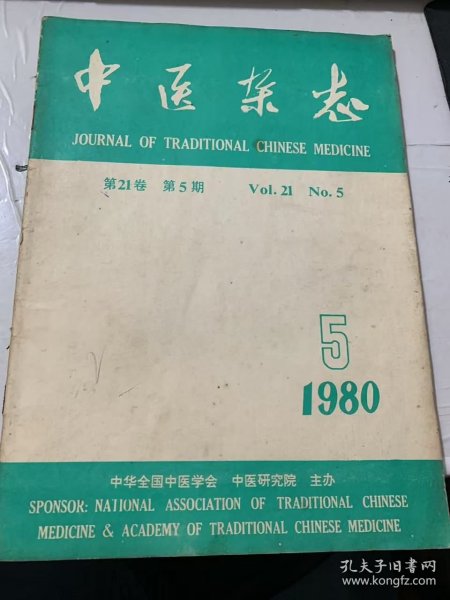 中医杂志
JOURNAL OF TRADITIONAL CHINESE MEDICINE
第21卷 第5期 Vol. 21 No. 5
5
1980
中华全国中医学会 中医研究院 主办
SPONSOR: NATIONAL ASSOCIATION OF TRADITIONAL CHINESE
MEDICINE & ACADEMY OF TRADITIONAL CHINESE MEDICINE
孔夫子旧书网
www.kongfz.com